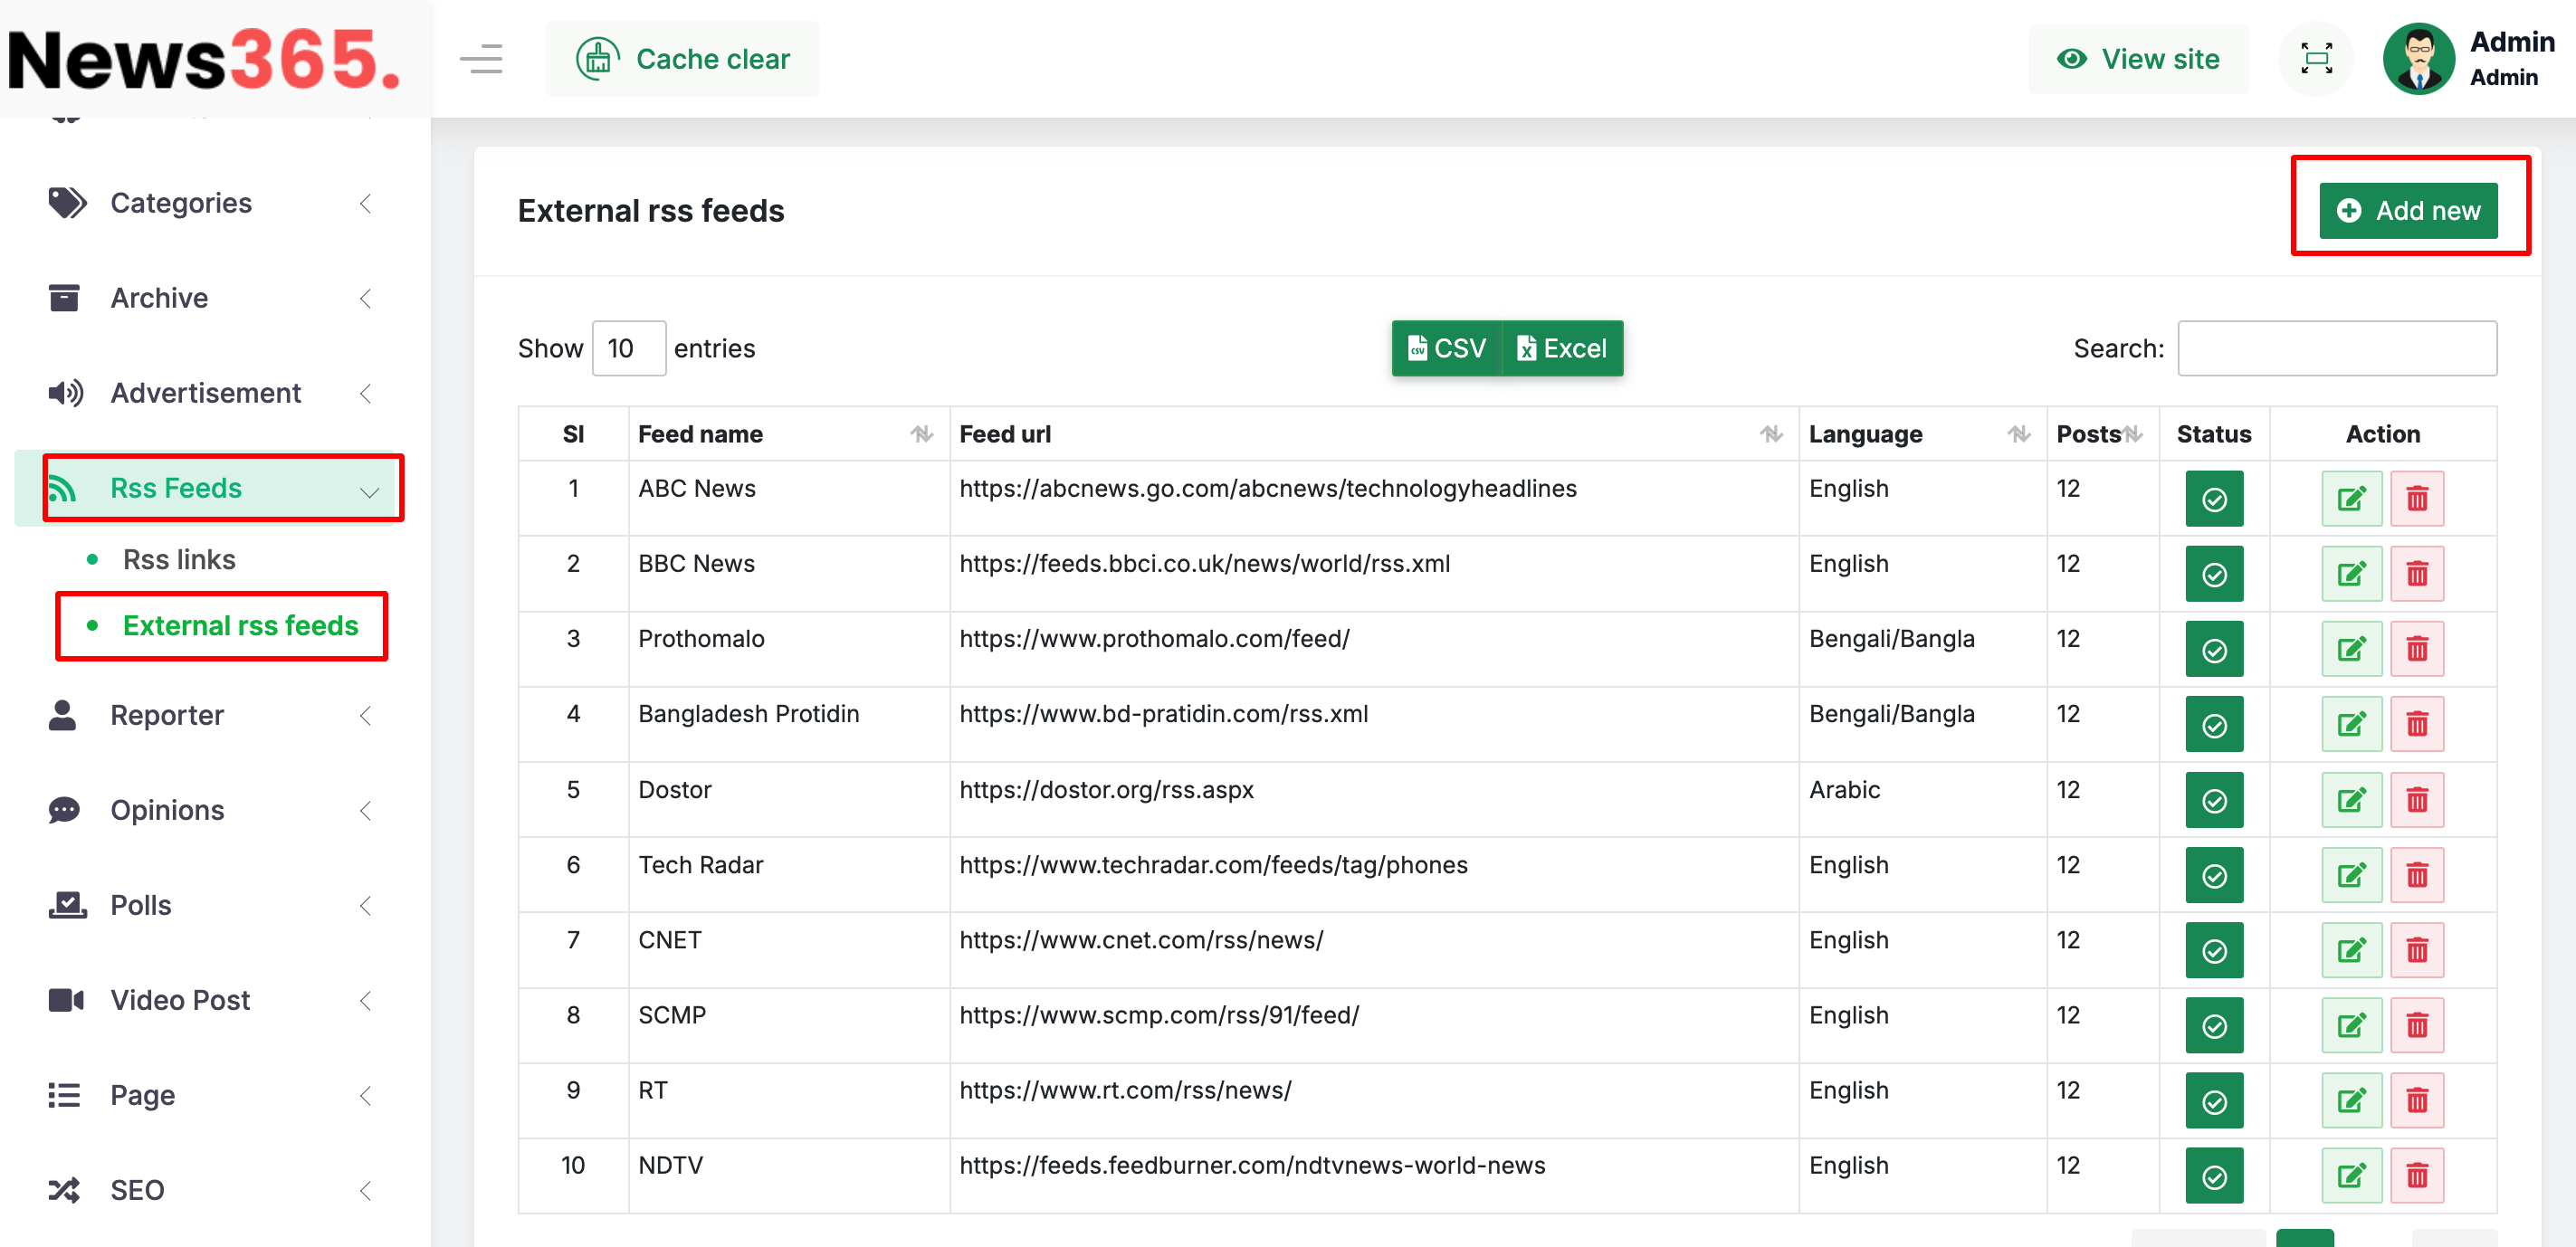 News365.
Cache clear
View site
Admin
Admin
Categories
Archive
Advertisement
Rss Feeds
Rss links
External rss feeds
Reporter
Opinions
Polls
Video Post
Page
SEO
External rss feeds
Add new
Show 10 entries
CSV Excel
Search:
Sl Feed name Feed url Language Posts Status Action
1 ABC News https://abcnews.go.com/abcnews/technologyheadlines English 12
2 BBC News https://feeds.bbci.co.uk/news/world/rss.xml English 12
3 Prothomalo https://www.prothomalo.com/feed/ Bengali/Bangla 12
4 Bangladesh Protidin https://www.bd-pratidin.com/rss.xml Bengali/Bangla 12
5 Dostor https://dostor.org/rss.aspx Arabic 12
6 Tech Radar https://www.techradar.com/feeds/tag/phones English 12
7 CNET https://www.cnet.com/rss/news/ English 12
8 SCMP https://www.scmp.com/rss/91/feed/ English 12
9 RT https://www.rt.com/rss/news/ English 12
10 NDTV https://feeds.feedburner.com/ndtvnews-world-news English 12